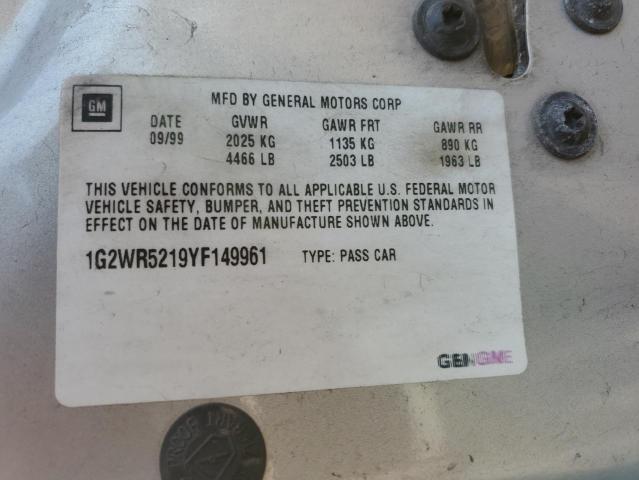 GM
MFD BY GENERAL MOTORS CORP
DATE GVWR GAWR FRT GAWR RR
09/99 2025 KG 1135 KG 890 KG
4466 LB 2503 LB 1963 LB
THIS VEHICLE CONFORMS TO ALL APPLICABLE U.S. FEDERAL MOTOR
VEHICLE SAFETY, BUMPER, AND THEFT PREVENTION STANDARDS IN
EFFECT ON THE DATE OF MANUFACTURE SHOWN ABOVE.
1G2WR5219YF149961 TYPE: PASS CAR